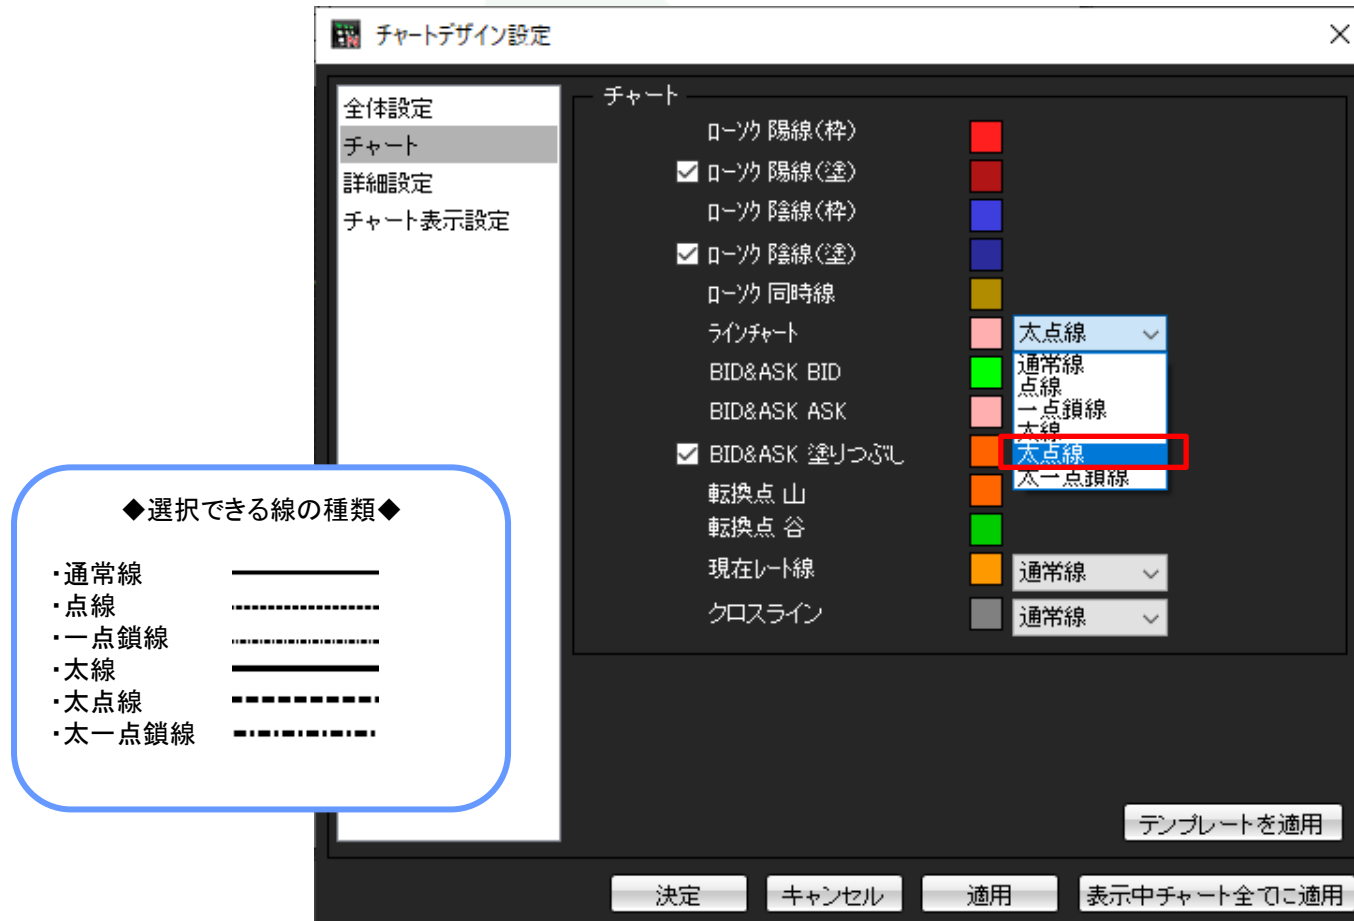 チャートデザイン設定
全体設定
チャート
詳細設定
チャート表示設定
チャート
ローソク 陽線(枠)
ローソク 陽線(塗)
ローソク 陰線(枠)
ローソク 陰線(塗)
ローソク 同時線
ラインチャート 太点線
通常線
点線
一点鎖線
太線
太点線
太一点鎖線
BID&ASK BID
BID&ASK ASK
BID&ASK 塗りつぶし
転換点 山
転換点 谷
現在レート線 通常線
クロスライン 通常線
◆選択できる線の種類◆
・通常線
・点線
・一点鎖線
・太線
・太点線
・太一点鎖線
テンプレートを適用
決定 キャンセル 適用 表示中チャート全てに適用